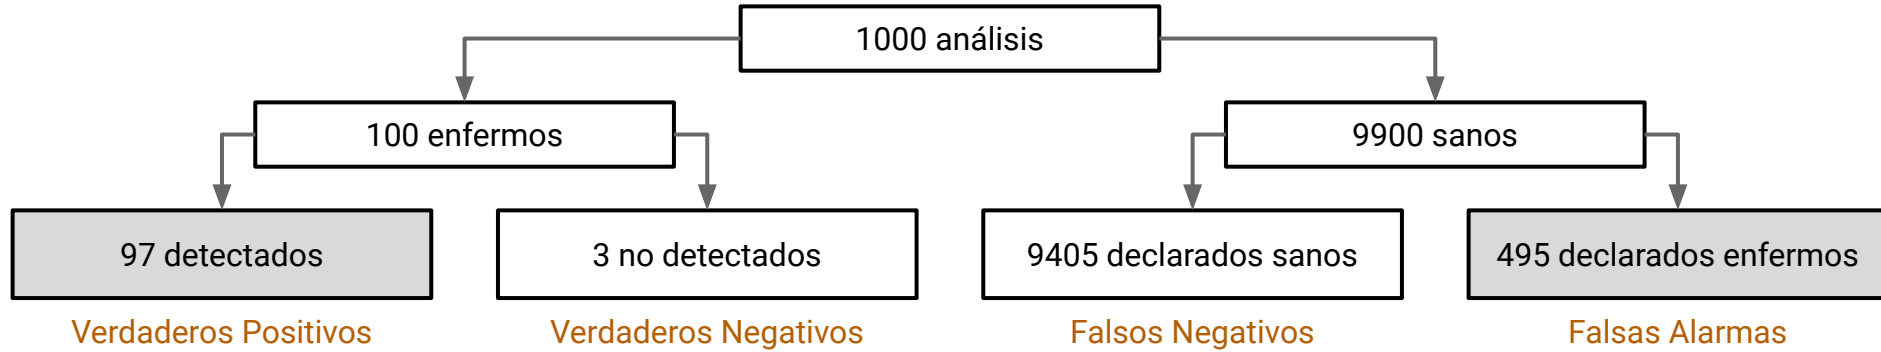 1000 análisis
100 enfermos
9900 sanos
97 detectados
3 no detectados
9405 declarados sanos
495 declarados enfermos
Verdaderos Positivos
Verdaderos Negativos
Falsos Negativos
Falsas Alarmas